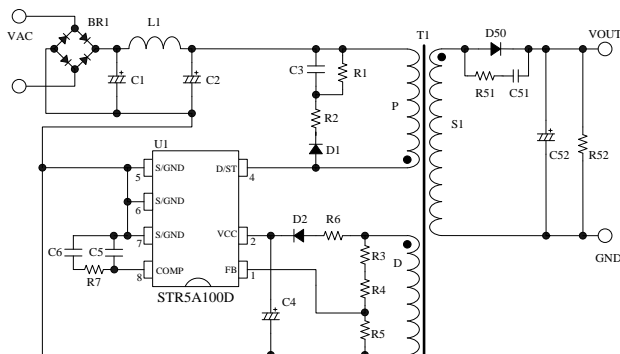 BR1
L1
T1
D50
VOUT
VAC
C1
C2
C3
R1
P
S1
R51
C51
R2
D1
C52
R52
U1
S/GND
D/ST
5
4
S/GND
6
S/GND
VCC
7
2
D2
R6
C6
C5
R7
COMP
FB
8
1
STR5A100D
C4
R3
D
R4
R5
GND